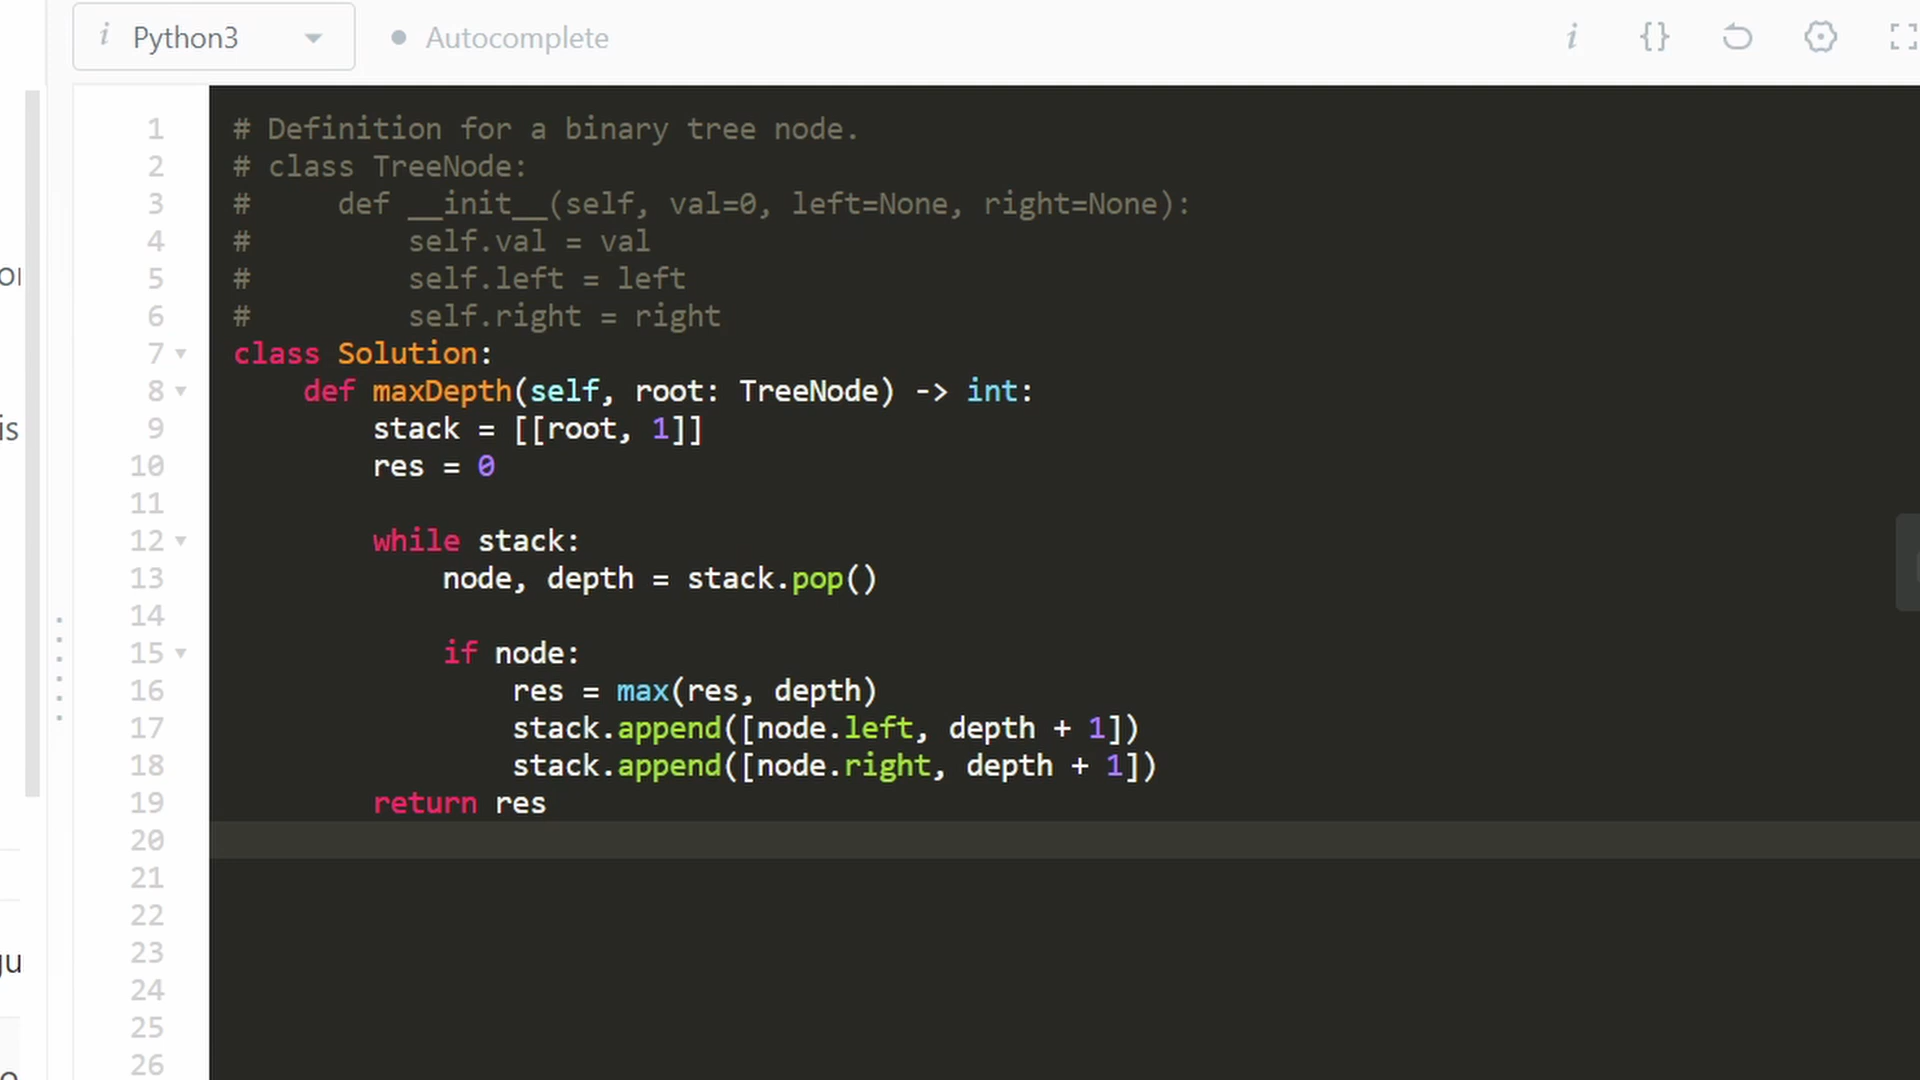 i Python3 Autocomplete i {}
1 # Definition for a binary tree node.
2 # class TreeNode:
3 #     def __init__(self, val=0, left=None, right=None):
4 #         self.val = val
5 #         self.left = left
6 #         self.right = right
7 class Solution:
8     def maxDepth(self, root: TreeNode) -> int:
9         stack = [[root, 1]]
10         res = 0
11
12         while stack:
13             node, depth = stack.pop()
14
15             if node:
16                 res = max(res, depth)
17                 stack.append([node.left, depth + 1])
18                 stack.append([node.right, depth + 1])
19         return res
20
21
22
23
24
25
26
is